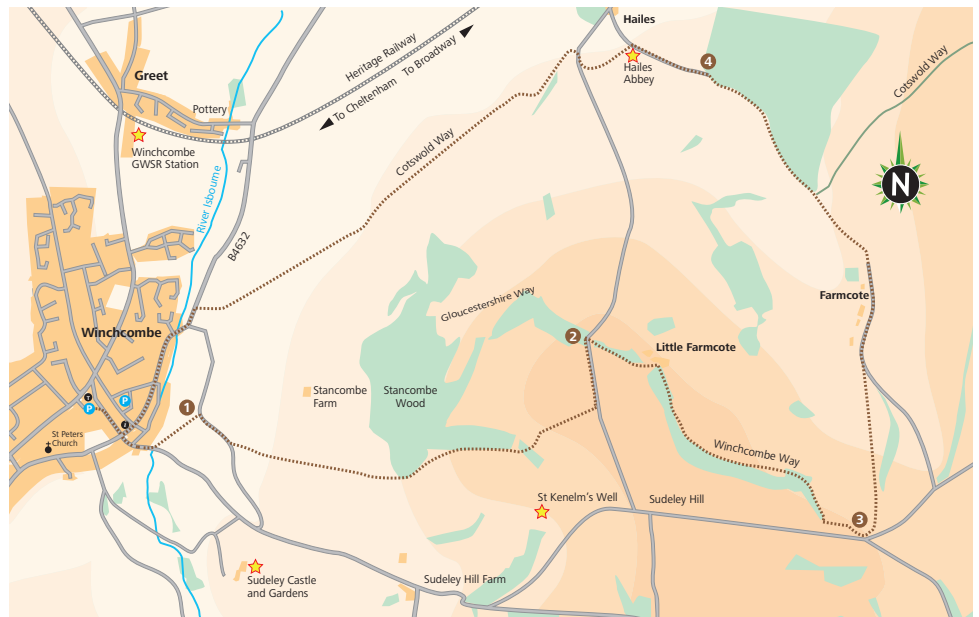 Hailes
Hailes
Abbey
4
Heritage Railway
To Broadway
To Cheltenham
Greet
Pottery
Winchcombe
GWSR Station
Cotswold Way
Cotswold Way
N
River Isbourne
B4632
Gloucestershire Way
Farmcote
Winchcombe
2
Little Farmcote
Stancombe
Farm
Stancombe
Wood
T
P
P
1
i
St Peters
Church
Winchcombe Way
St Kenelm's Well
Sudeley Hill
3
Sudeley Castle
and Gardens
Sudeley Hill Farm